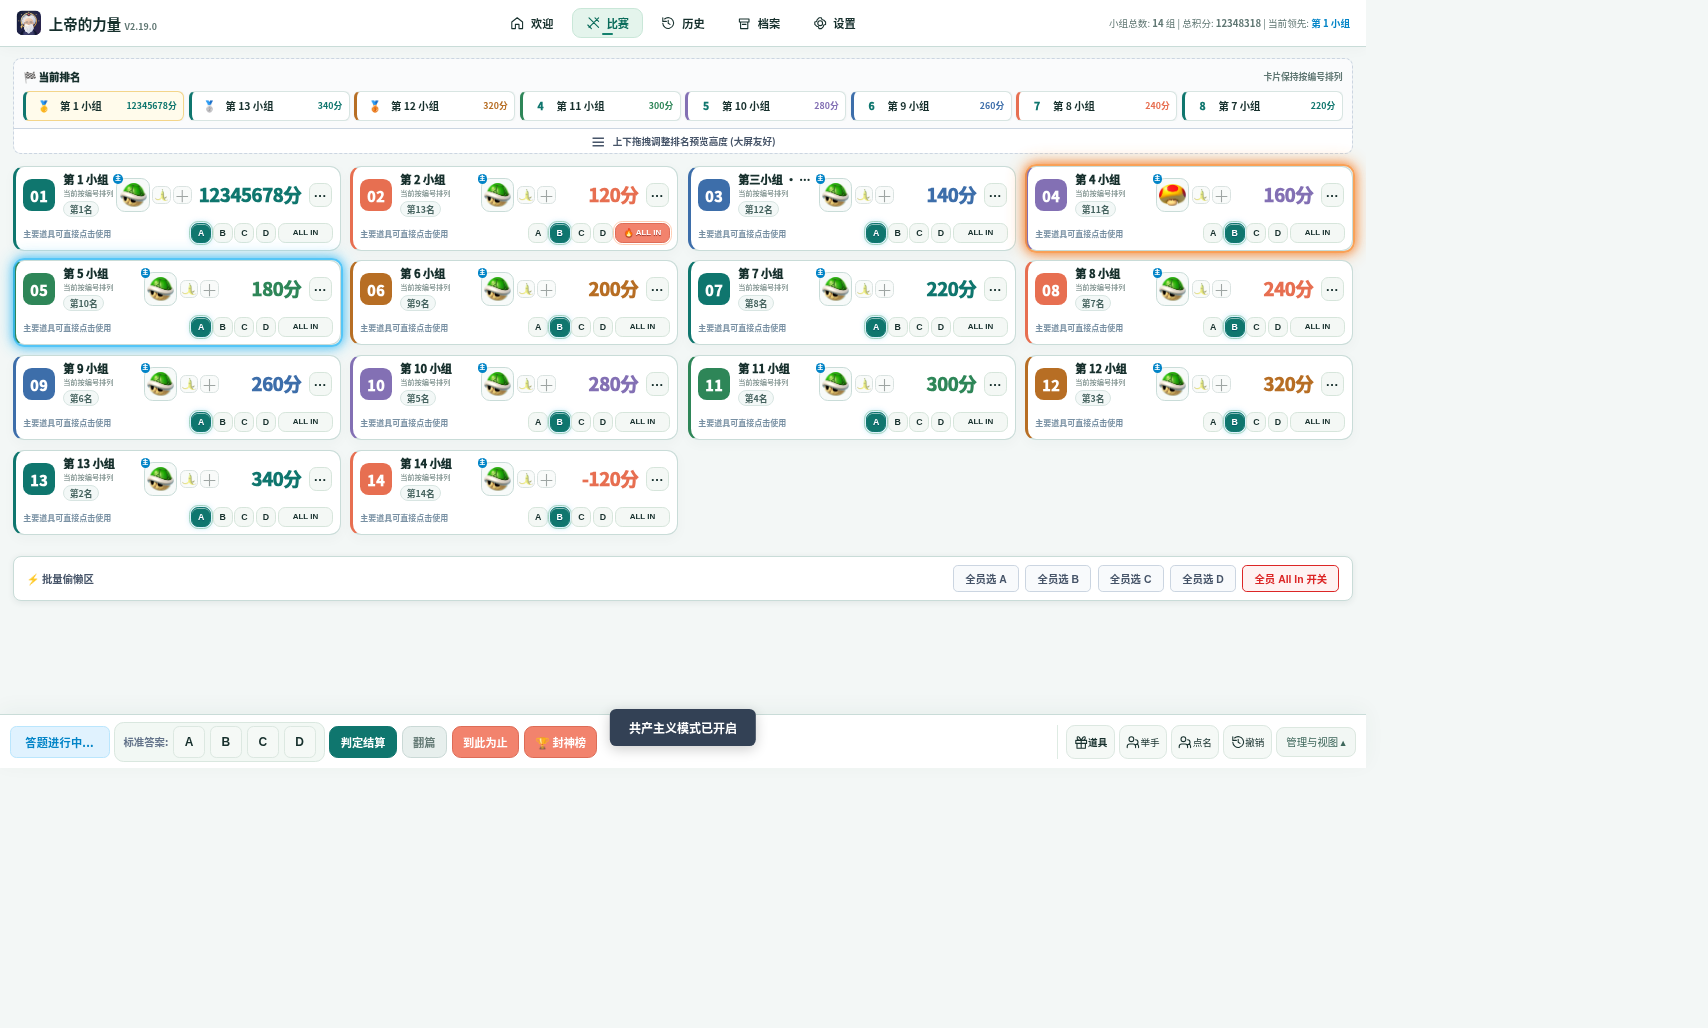 上帝的力量 V2.19.0
欢迎
比赛
历史
档案
设置
小组总数: 14 组 | 总积分: 12348318 | 当前领先: 第 1 小组
当前排名
卡片保持按编号排列
第 1 小组 12345678分
第 13 小组 340分
第 12 小组 320分
4 第 11 小组 300分
5 第 10 小组 280分
6 第 9 小组 260分
7 第 8 小组 240分
8 第 7 小组 220分
上下拖拽调整排名预览高度 (大屏友好)
01 第 1 小组 当前按编号排列 第1名 主 12345678分 ...
主要道具可直接点击使用 A B C D ALL IN
02 第 2 小组 当前按编号排列 第13名 主 120分 ...
主要道具可直接点击使用 A B C D ALL IN
03 第三小组 · ... 当前按编号排列 第12名 主 140分 ...
主要道具可直接点击使用 A B C D ALL IN
04 第 4 小组 当前按编号排列 第11名 主 160分 ...
主要道具可直接点击使用 A B C D ALL IN
05 第 5 小组 当前按编号排列 第10名 主 180分 ...
主要道具可直接点击使用 A B C D ALL IN
06 第 6 小组 当前按编号排列 第9名 主 200分 ...
主要道具可直接点击使用 A B C D ALL IN
07 第 7 小组 当前按编号排列 第8名 主 220分 ...
主要道具可直接点击使用 A B C D ALL IN
08 第 8 小组 当前按编号排列 第7名 主 240分 ...
主要道具可直接点击使用 A B C D ALL IN
09 第 9 小组 当前按编号排列 第6名 主 260分 ...
主要道具可直接点击使用 A B C D ALL IN
10 第 10 小组 当前按编号排列 第5名 主 280分 ...
主要道具可直接点击使用 A B C D ALL IN
11 第 11 小组 当前按编号排列 第4名 主 300分 ...
主要道具可直接点击使用 A B C D ALL IN
12 第 12 小组 当前按编号排列 第3名 主 320分 ...
主要道具可直接点击使用 A B C D ALL IN
13 第 13 小组 当前按编号排列 第2名 主 340分 ...
主要道具可直接点击使用 A B C D ALL IN
14 第 14 小组 当前按编号排列 第14名 主 -120分 ...
主要道具可直接点击使用 A B C D ALL IN
⚡ 批量偷懒区
全员选 A
全员选 B
全员选 C
全员选 D
全员 All In 开关
共产主义模式已开启
答题进行中...
标准答案: A B C D
判定结算
翻篇
到此为止
封神榜
道具
举手
点名
撤销
管理与视图 ▴